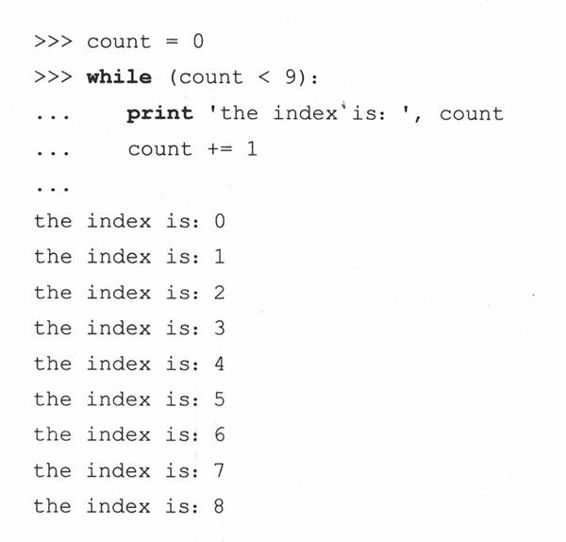 >>> count = 0
>>> while (count < 9):
...    print 'the index is: ', count
...    count += 1
...
the index is: 0
the index is: 1
the index is: 2
the index is: 3
the index is: 4
the index is: 5
the index is: 6
the index is: 7
the index is: 8